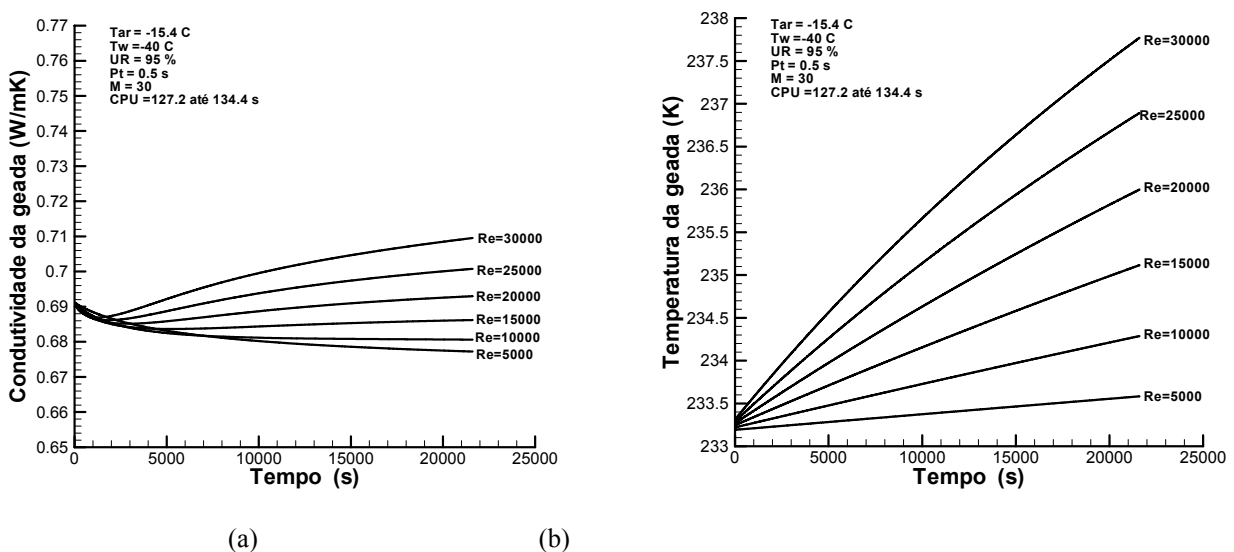 Condutividade da geada (W/mK)
0.77
0.76
0.75
0.74
0.73
0.72
0.71
0.7
0.69
0.68
0.67
0.66
0.65
Tar = -15.4 C
Tw =-40 C
UR = 95 %
Pt = 0.5 s
M = 30
CPU =127.2 até 134.4 s
Re=30000
Re=25000
Re=20000
Re=15000
Re=10000
Re=5000
0 5000 10000 15000 20000 25000
Tempo (s)
(a)
Temperatura da geada (K)
238
237.5
237
236.5
236
235.5
235
234.5
234
233.5
233
Tar = -15.4 C
Tw =-40 C
UR = 95 %
Pt = 0.5 s
M = 30
CPU =127.2 até 134.4 s
Re=30000
Re=25000
Re=20000
Re=15000
Re=10000
Re=5000
0 5000 10000 15000 20000 25000
Tempo (s)
(b)